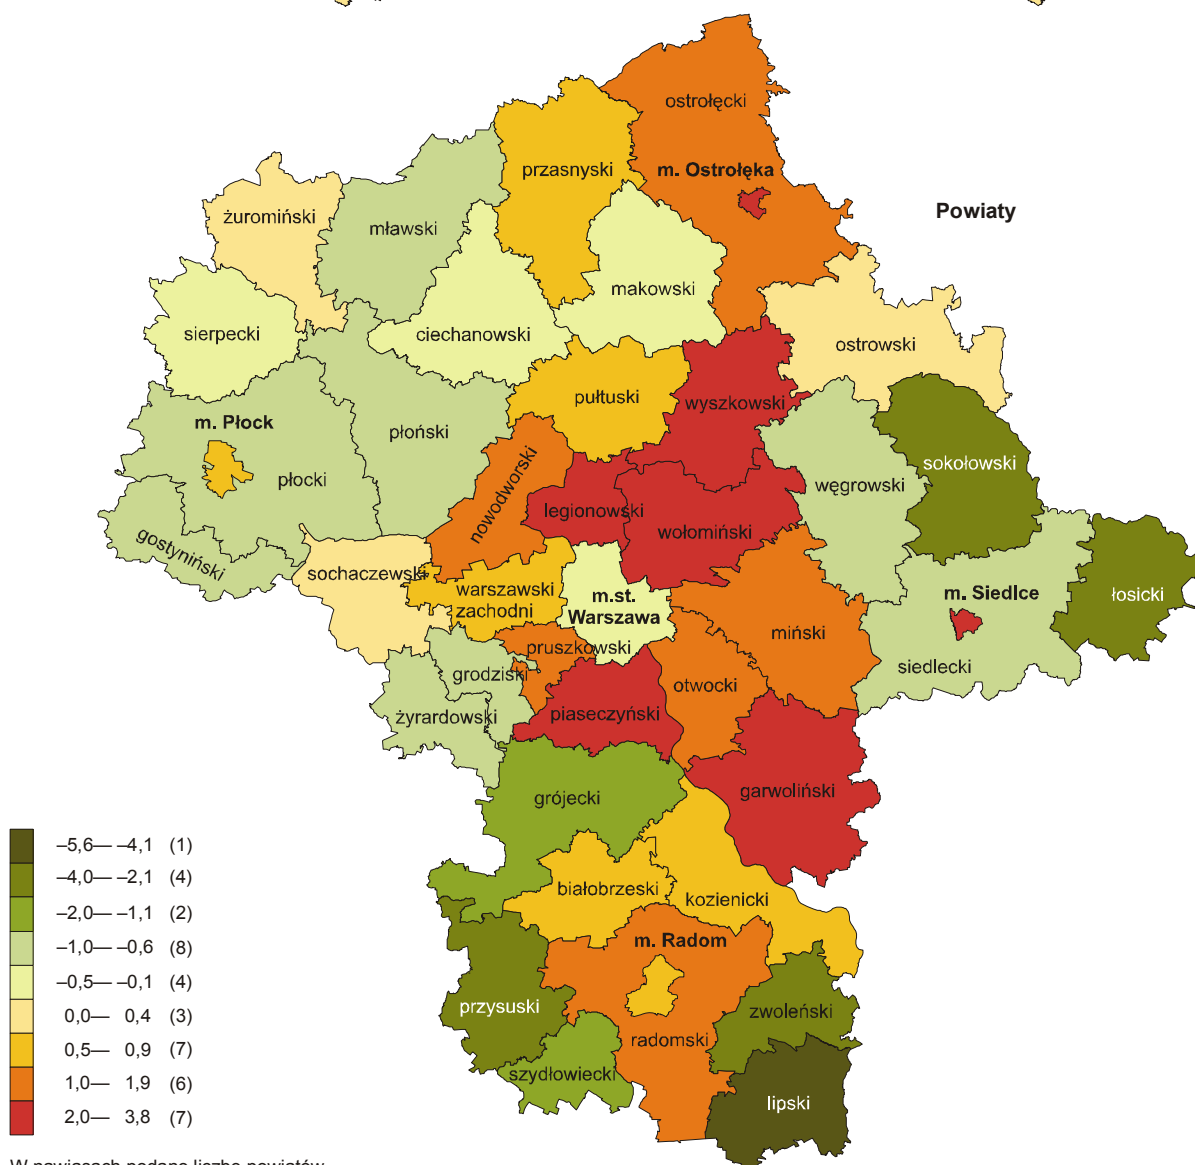 ostrołęcki
przasnyski
m. Ostrołęka
Powiaty
żuromiński
mławski
makowski
sierpecki
ciechanowski
ostrowski
pułtuski
wyszkowski
m. Płock
płoński
sokołowski
płocki
nowodworski
legionowski
węgrowski
wołomiński
gostyniński
sochaczewski
warszawski
zachodni
m.st.
Warszawa
m. Siedlce
łosicki
miński
pruszkowski
siedlecki
grodziski
otwocki
żyrardowski
piaseczyński
grójecki
garwoliński
białobrzeski
kozienicki
m. Radom
przysuski
zwoleński
radomski
szydłowiecki
lipski
–5,6— –4,1 (1)
–4,0— –2,1 (4)
–2,0— –1,1 (2)
–1,0— –0,6 (8)
–0,5— –0,1 (4)
0,0— 0,4 (3)
0,5— 0,9 (7)
1,0— 1,9 (6)
2,0— 3,8 (7)
W nawiasach podano liczbę powiatów